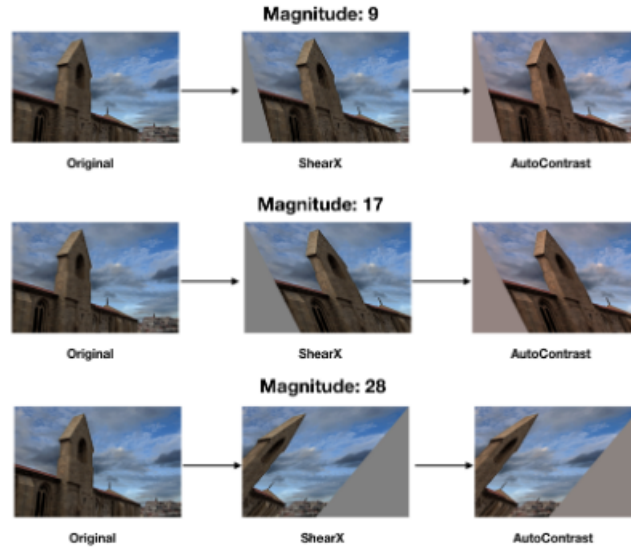 Magnitude: 9
Original ShearX AutoContrast
Magnitude: 17
Original ShearX AutoContrast
Magnitude: 28
Original ShearX AutoContrast